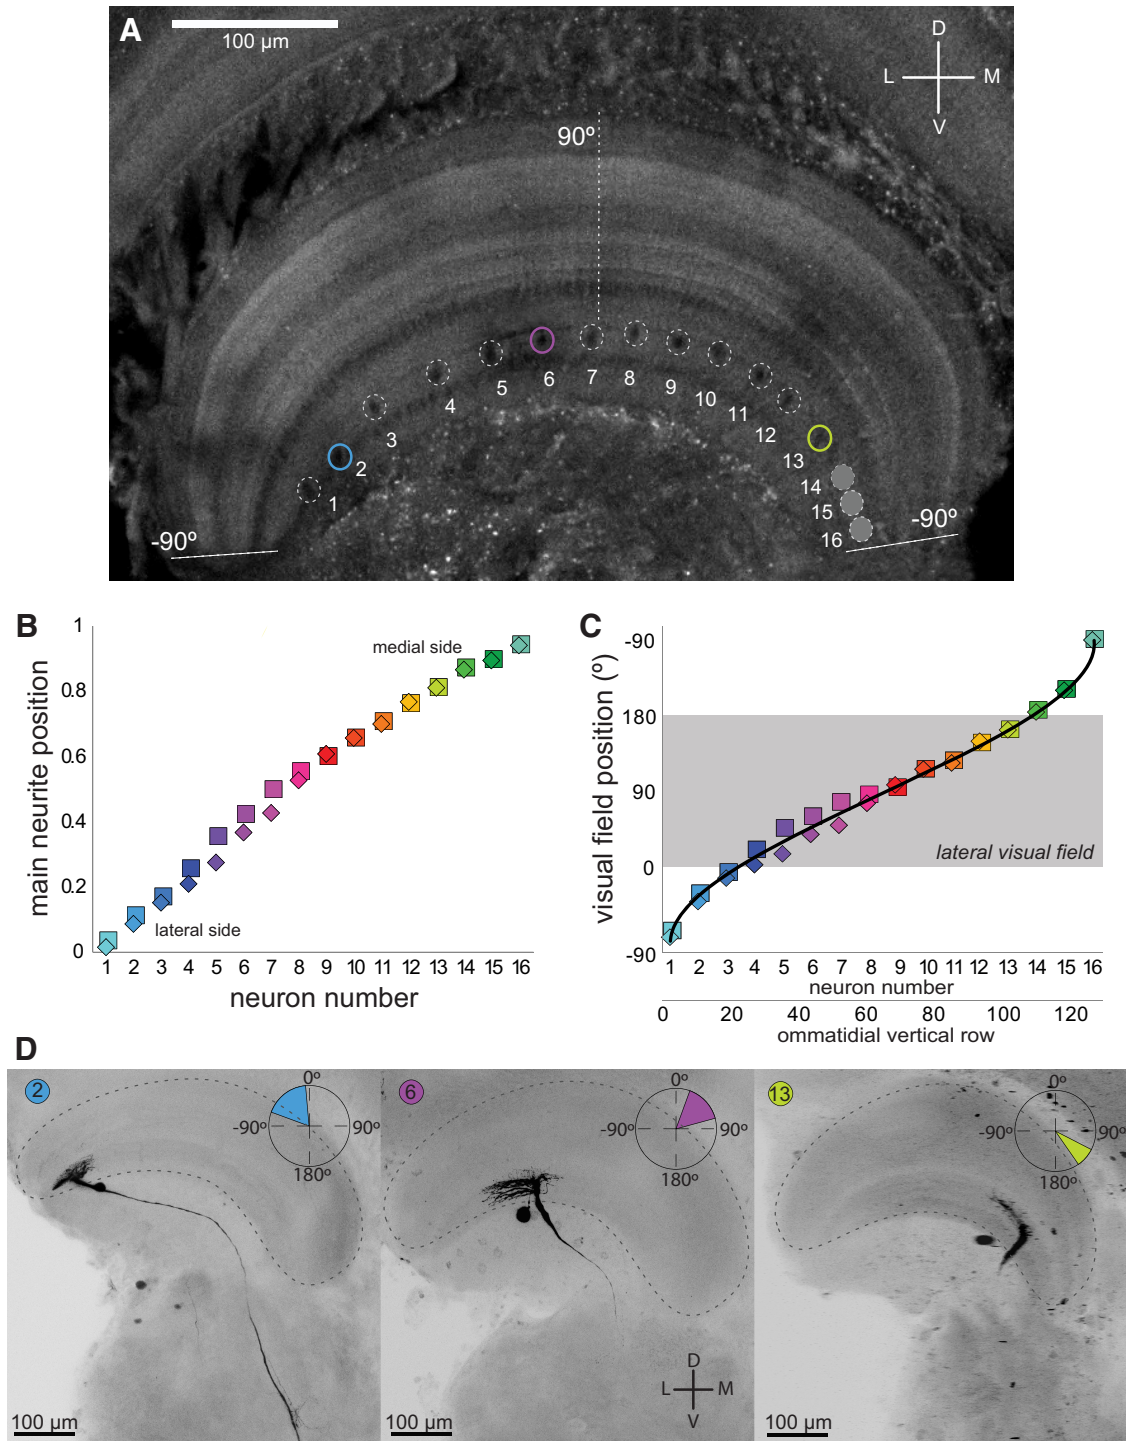 A
100 µm
D
L M
V
90º
1 2 3 4 5 6 7 8 9 10 11 12 13 14 15 16
-90º
-90º
B
main neurite position
1
0.8
0.6
0.4
0.2
0
medial side
lateral side
1 2 3 4 5 6 7 8 9 10 11 12 13 14 15 16
neuron number
C
visual field position (º)
-90
180
90
0
-90
lateral visual field
1 2 3 4 5 6 7 8 9 10 11 12 13 14 15 16
neuron number
0 20 40 60 80 100 120
ommatidial vertical row
D
2
0º
-90º 90º
180º
100 µm
6
0º
-90º 90º
180º
D
L M
V
100 µm
13
0º
-90º 90º
180º
100 µm